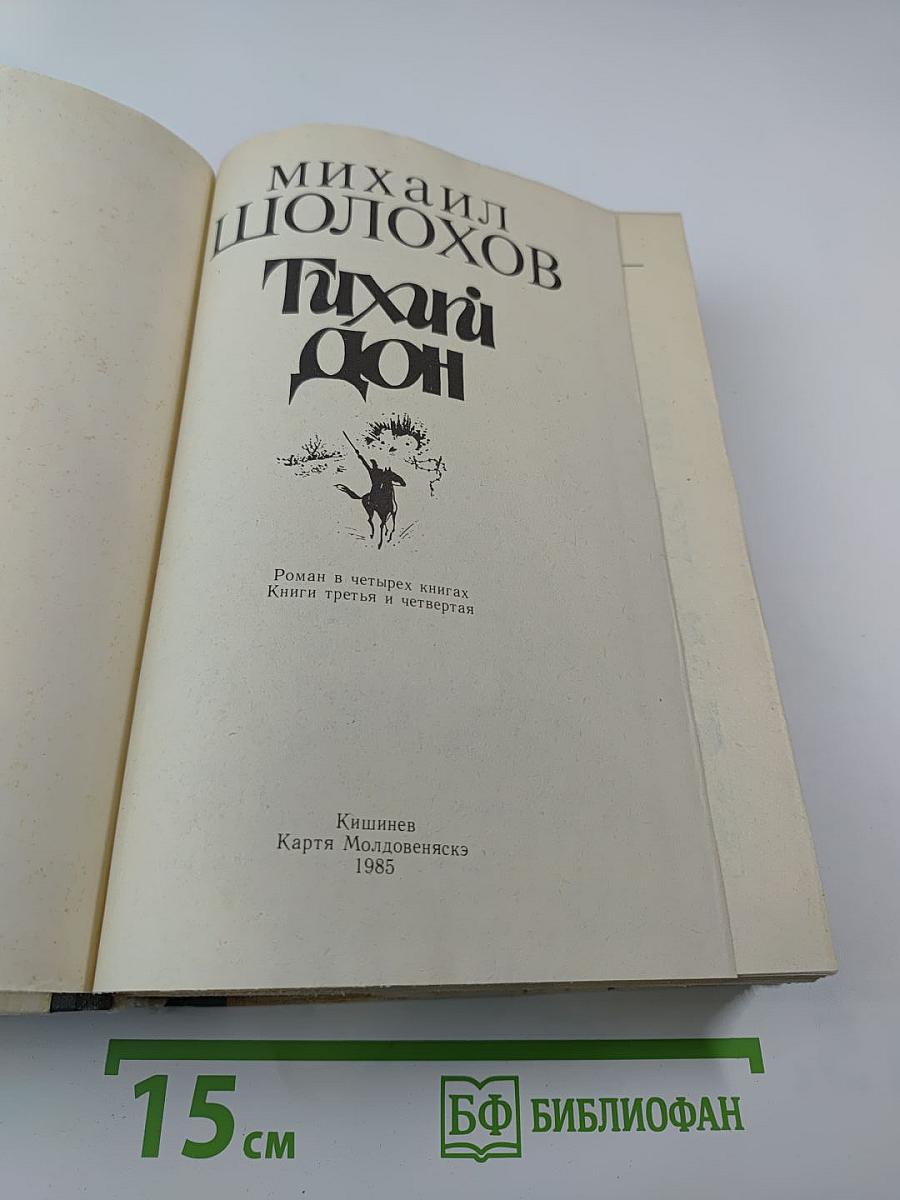 Михаил
ШОЛОХОВ
Тихий
Дон
Роман в четырех книгах
Книги третья и четвертая
Кишинев
Картя Молдовеняскэ
1985
15 см
БФ БИБЛИОФАН